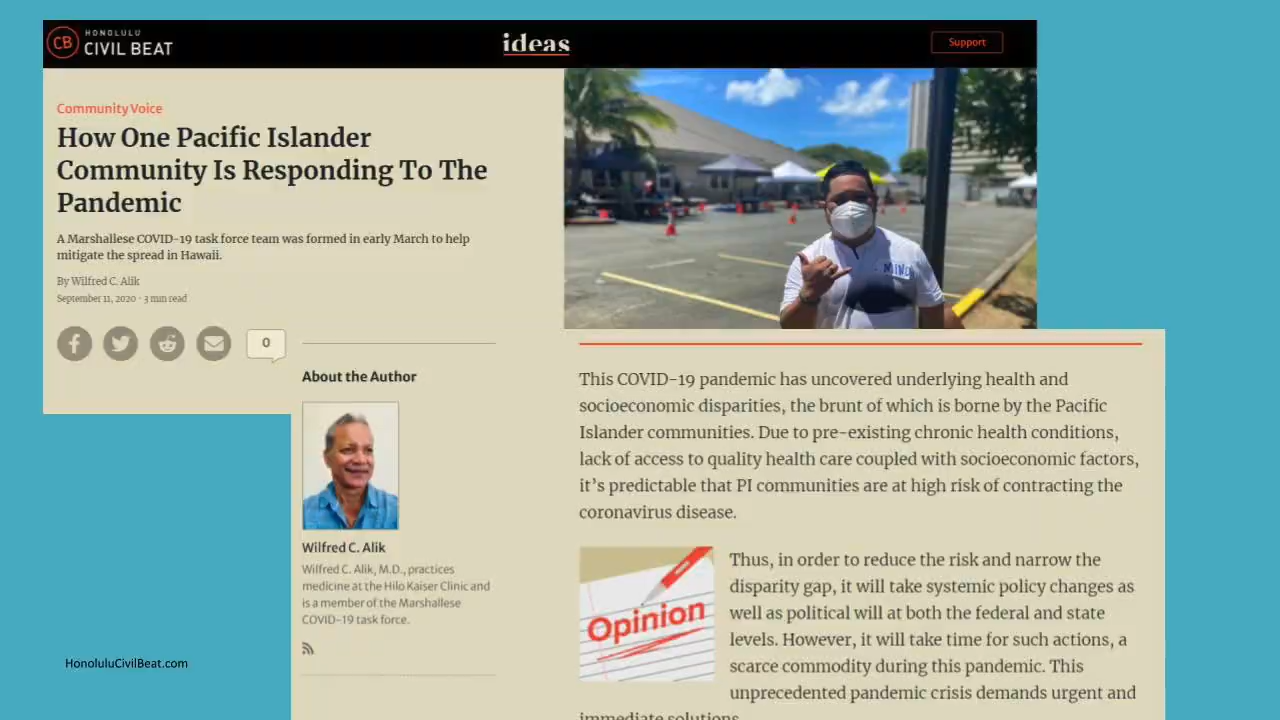 CB HONOLULU
CIVIL BEAT
ideas
Support
Community Voice
How One Pacific Islander
Community Is Responding To The
Pandemic
A Marshallese COVID-19 task force team was formed in early March to help
mitigate the spread in Hawaii.
By Wilfred C. Alik
September 11, 2020 · 3 min read
0
About the Author
Wilfred C. Alik
Wilfred C. Alik, M.D., practices
medicine at the Hilo Kaiser Clinic and
is a member of the Marshallese
COVID-19 task force.
This COVID-19 pandemic has uncovered underlying health and
socioeconomic disparities, the brunt of which is borne by the Pacific
Islander communities. Due to pre-existing chronic health conditions,
lack of access to quality health care coupled with socioeconomic factors,
it’s predictable that PI communities are at high risk of contracting the
coronavirus disease.
Opinion
Thus, in order to reduce the risk and narrow the
disparity gap, it will take systemic policy changes as
well as political will at both the federal and state
levels. However, it will take time for such actions, a
scarce commodity during this pandemic. This
unprecedented pandemic crisis demands urgent and
immediate solutions.
HonoluluCivilBeat.com